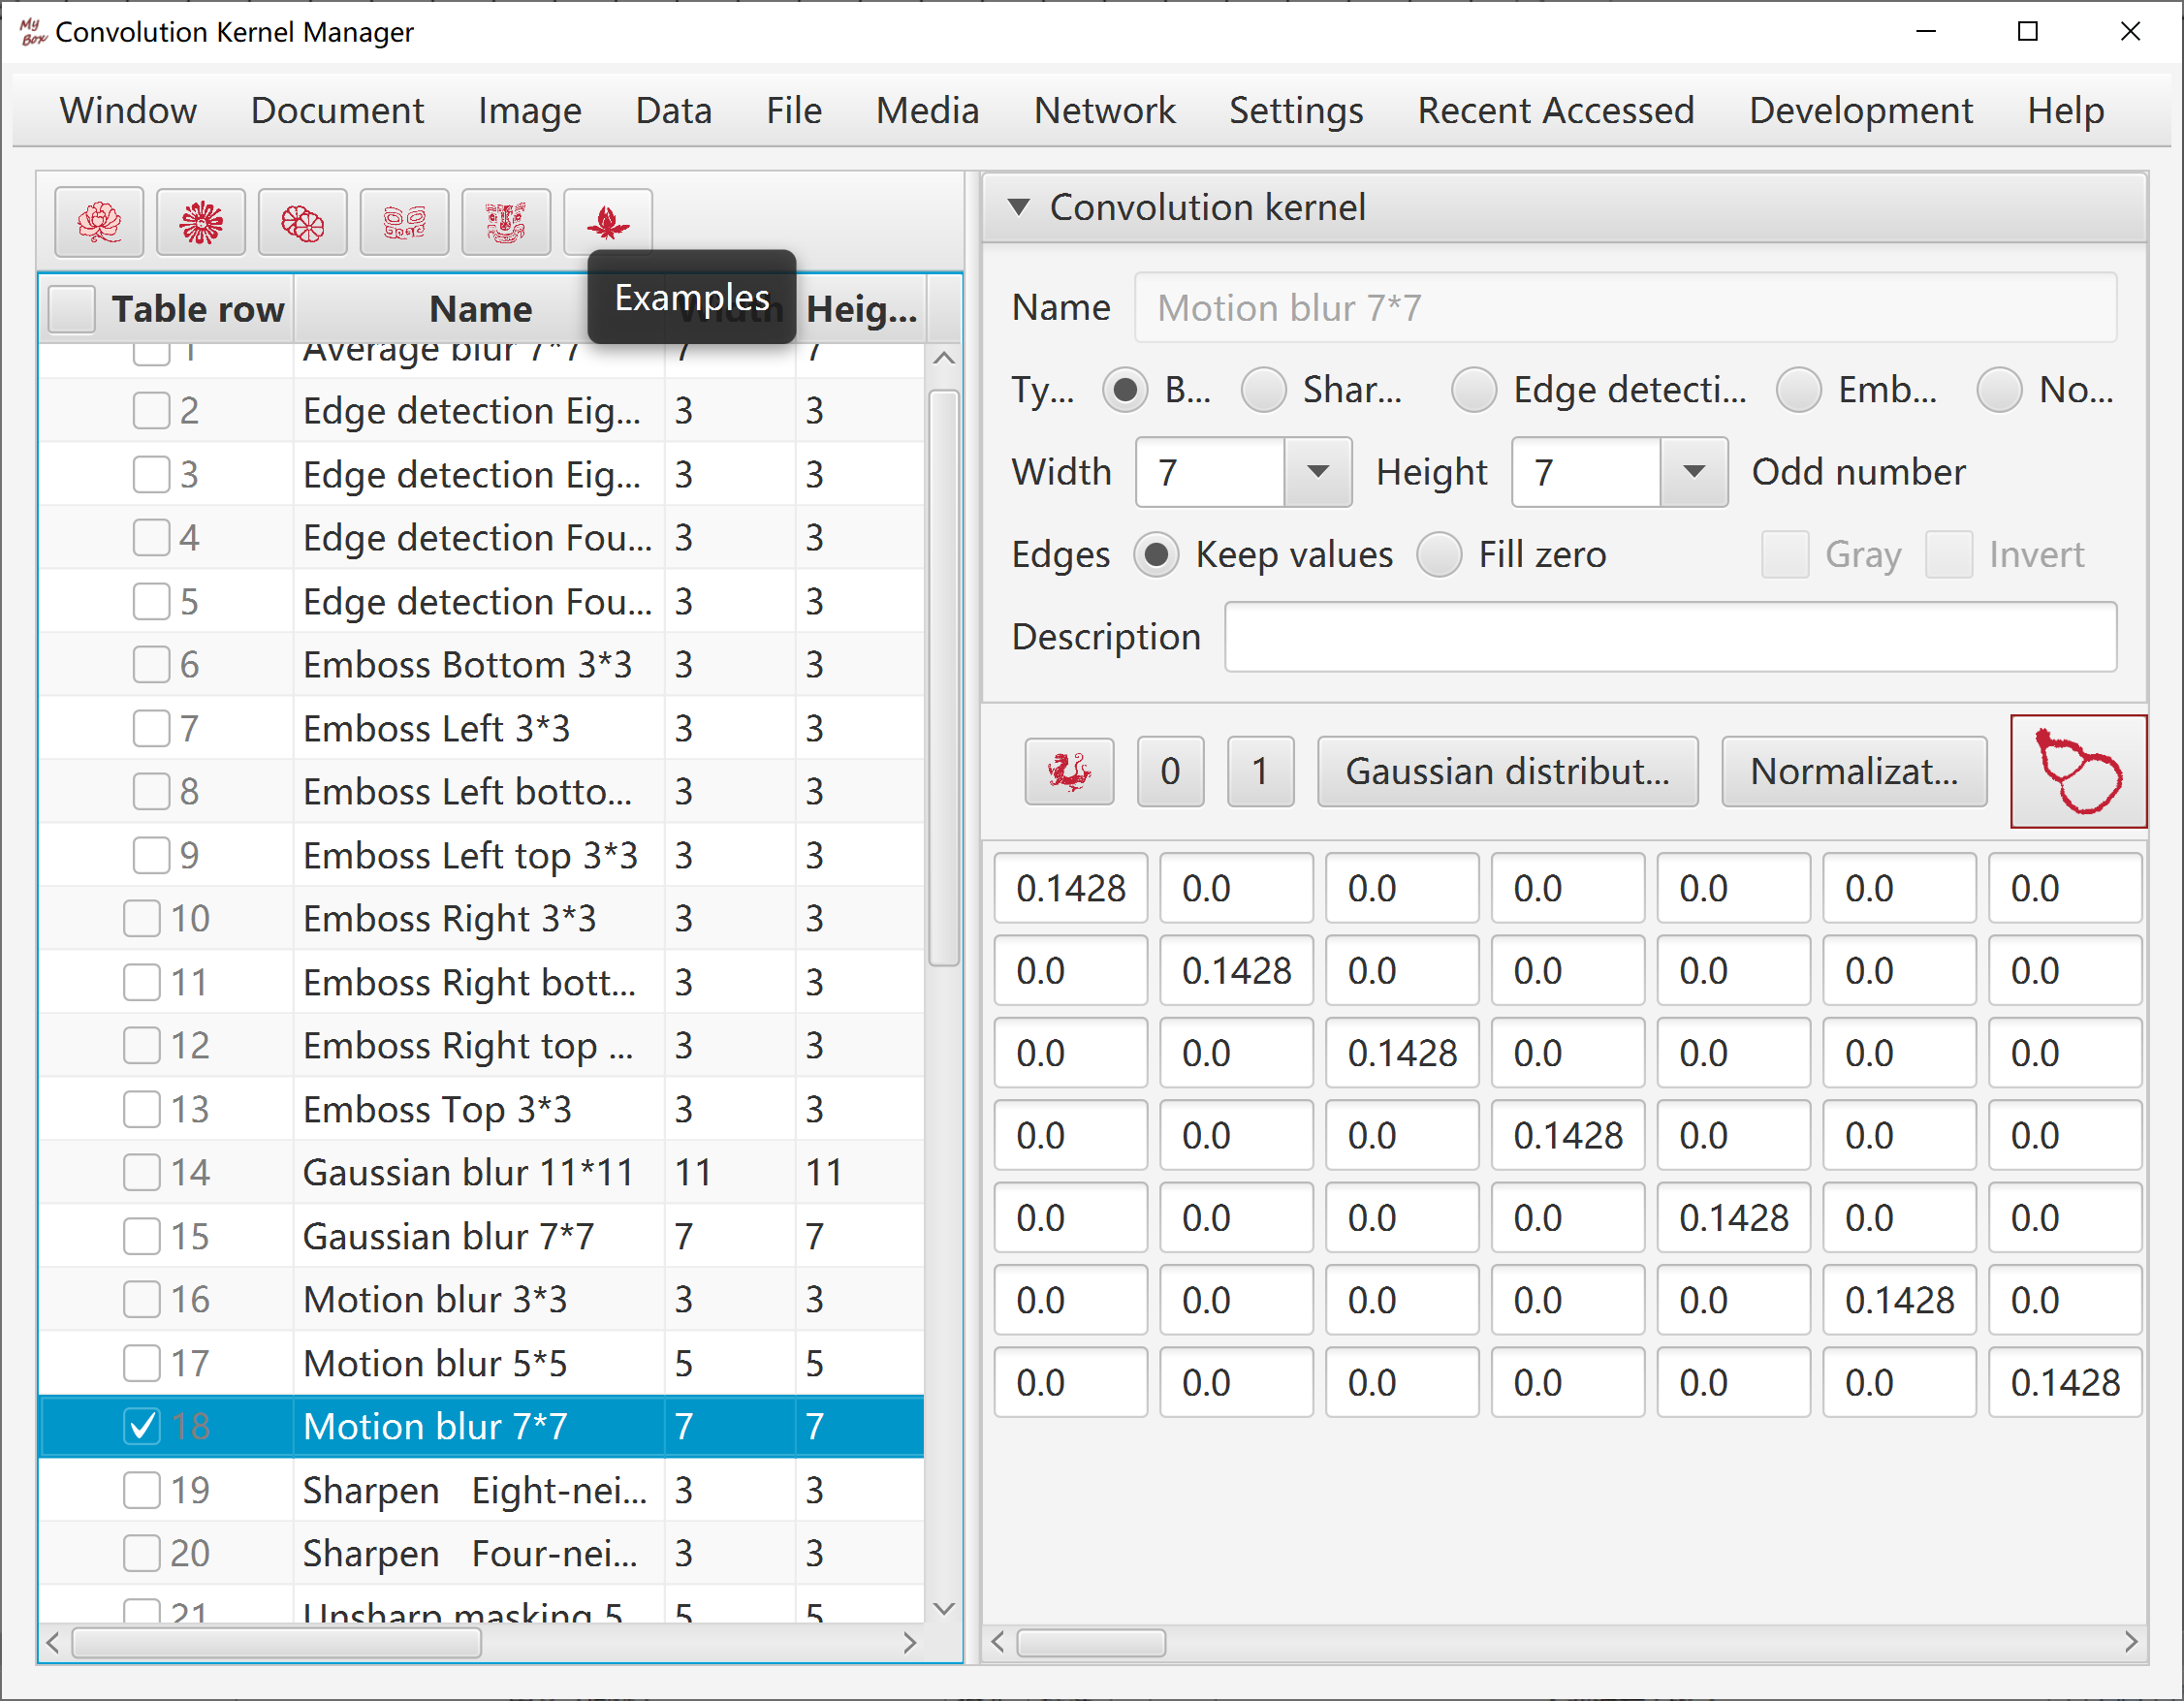 My Box Convolution Kernel Manager
Window Document Image Data File Media Network Settings Recent Accessed Development Help
Examples
Table row Name Width Heig...
1 Average blur 7*7 7 7
2 Edge detection Eig... 3 3
3 Edge detection Eig... 3 3
4 Edge detection Fou... 3 3
5 Edge detection Fou... 3 3
6 Emboss Bottom 3*3 3 3
7 Emboss Left 3*3 3 3
8 Emboss Left botto... 3 3
9 Emboss Left top 3*3 3 3
10 Emboss Right 3*3 3 3
11 Emboss Right bott... 3 3
12 Emboss Right top ... 3 3
13 Emboss Top 3*3 3 3
14 Gaussian blur 11*11 11 11
15 Gaussian blur 7*7 7 7
16 Motion blur 3*3 3 3
17 Motion blur 5*5 5 5
18 Motion blur 7*7 7 7
19 Sharpen Eight-nei... 3 3
20 Sharpen Four-nei... 3 3
21 Unsharp masking 5 5 5
Convolution kernel
Name Motion blur 7*7
Ty... B... Shar... Edge detecti... Emb... No...
Width 7 Height 7 Odd number
Edges Keep values Fill zero Gray Invert
Description
0 1 Gaussian distribut... Normalizat...
0.1428 0.0 0.0 0.0 0.0 0.0 0.0
0.0 0.1428 0.0 0.0 0.0 0.0 0.0
0.0 0.0 0.1428 0.0 0.0 0.0 0.0
0.0 0.0 0.0 0.1428 0.0 0.0 0.0
0.0 0.0 0.0 0.0 0.1428 0.0 0.0
0.0 0.0 0.0 0.0 0.0 0.1428 0.0
0.0 0.0 0.0 0.0 0.0 0.0 0.1428